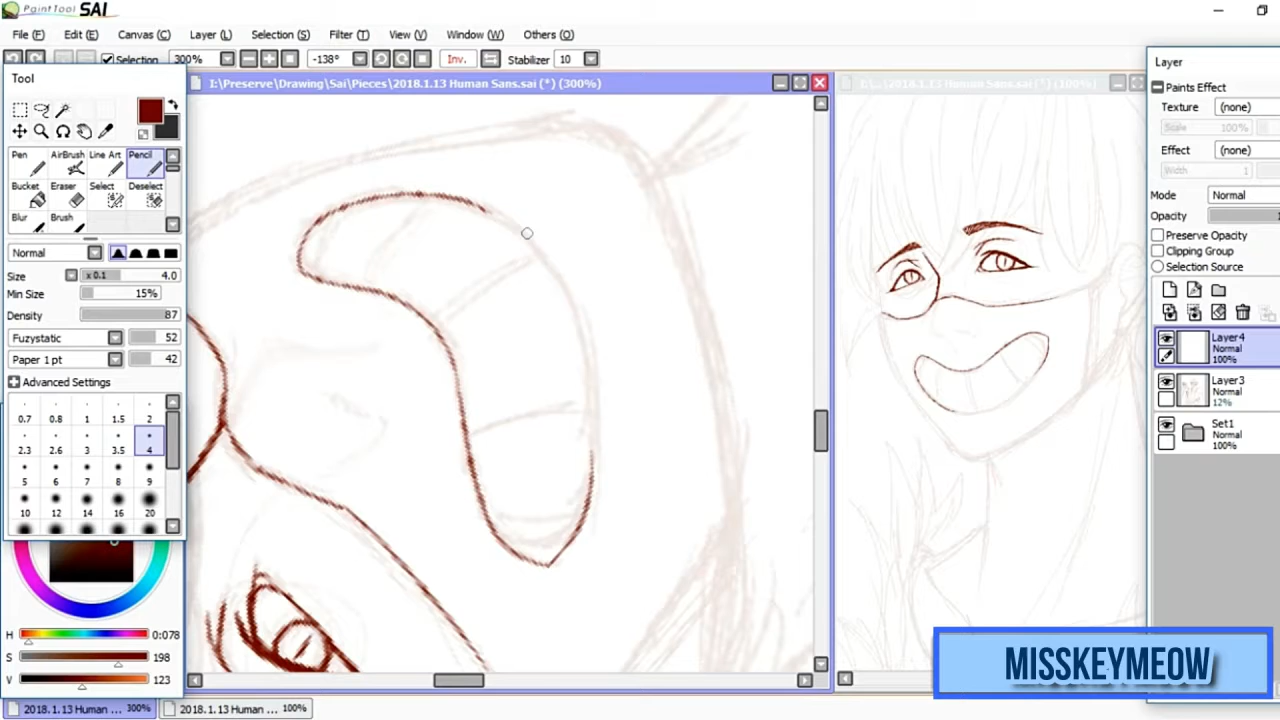 PaintTool SAI
File (F) Edit (E) Canvas (C) Layer (L) Selection (S) Filter (T) View (V) Window (W) Others (O)
Selection 300% -138° Inv. Stabilizer 10
Tool
I:\Preserve\Drawing\Sai\Pieces\2018.1.13 Human Sans.sai (*) (300%)
2018.1.13 Human Sans.sai (*) (100%)
Layer
Paints Effect
Texture (none)
Scale 100%
Effect (none)
Width 1
Mode Normal
Opacity
Preserve Opacity
Clipping Group
Selection Source
Layer4
Normal
100%
Layer3
Normal
12%
Set1
Normal
100%
Pen AirBrush Line Art Pencil
Bucket Eraser Select Deselect
Blur Brush
Normal
Size x 0.1 4.0
Min Size 15%
Density 87
Fuzystatic 52
Paper 1 pt 42
Advanced Settings
0.7 0.8 1 1.5 2
2.3 2.6 3 3.5 4
5 6 7 8 9
10 12 14 16 20
H 0:078
S 198
V 123
MISSKEYMEOW
2018.1.13 Human ... 300% 2018.1.13 Human ... 100%